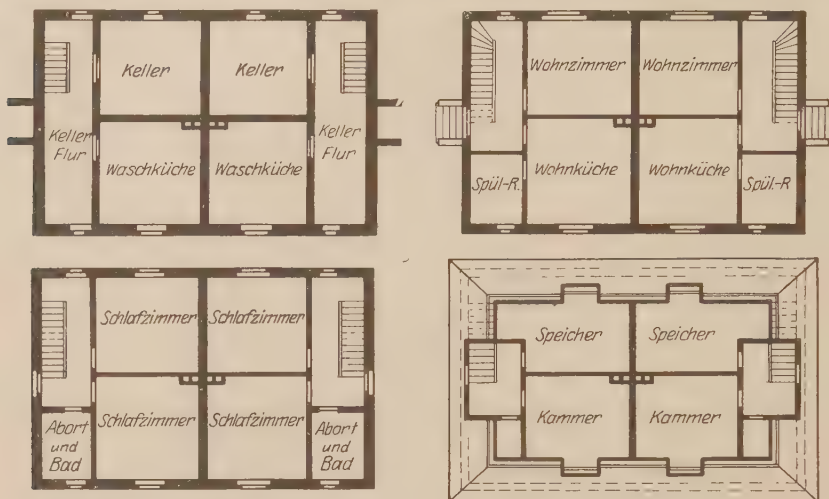 Keller Keller
Keller
Flur
Waschküche Waschküche
Keller
Flur
Wohnzimmer Wohnzimmer
Wohnküche Wohnküche
Spül-R. Spül.-R
Schlafzimmer Schlafzimmer
Schlafzimmer Schlafzimmer
Abort
und
Bad
Abort
und
Bad
Speicher Speicher
Kammer Kammer